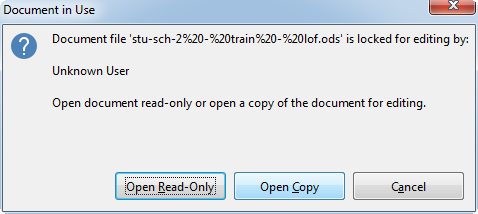 Document in Use
Document file 'stu-sch-2%20-%20train%20-%20lof.ods' is locked for editing by:
Unknown User
Open document read-only or open a copy of the document for editing.
Open Read-Only
Open Copy
Cancel